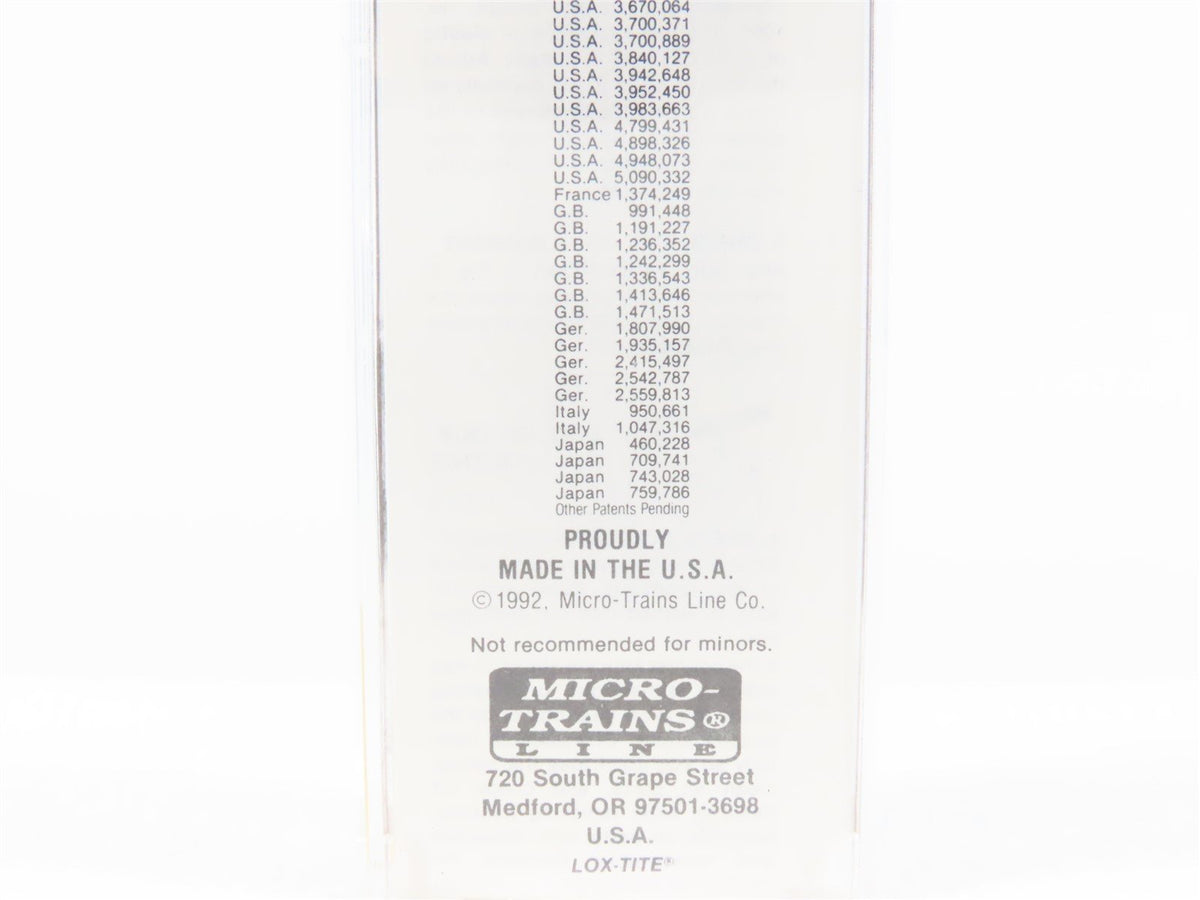 U.S.A. 3,670,064
U.S.A. 3,700,371
U.S.A. 3,700,889
U.S.A. 3,840,127
U.S.A. 3,942,648
U.S.A. 3,952,450
U.S.A. 3,983,663
U.S.A. 4,799,431
U.S.A. 4,898,326
U.S.A. 4,948,073
U.S.A. 5,090,332
France 1,374,249
G.B. 991,448
G.B. 1,191,227
G.B. 1,236,352
G.B. 1,242,299
G.B. 1,336,543
G.B. 1,413,646
G.B. 1,471,513
Ger. 1,807,990
Ger. 1,935,157
Ger. 2,415,497
Ger. 2,542,787
Ger. 2,559,813
Italy 950,661
Italy 1,047,316
Japan 460,228
Japan 709,741
Japan 743,028
Japan 759,786
Other Patents Pending
PROUDLY
MADE IN THE U.S.A.
© 1992, Micro-Trains Line Co.
Not recommended for minors.
MICRO-
TRAINS®
LINE
720 South Grape Street
Medford, OR 97501-3698
U.S.A.
LOX-TITE®